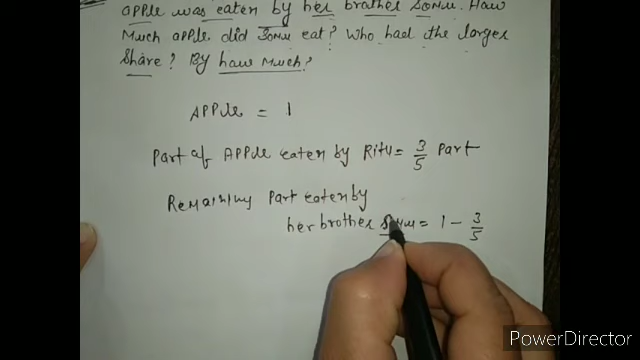 apple was eaten by her brother Sonu. How
Much apple did Sonu eat? Who had the larger
Share? By how Much?
APPle = 1
Part of APPle eaten by Ritu = 3/5 Part
Remaining Part eaten by
her brother Sonu = 1 - 3/5
PowerDirector